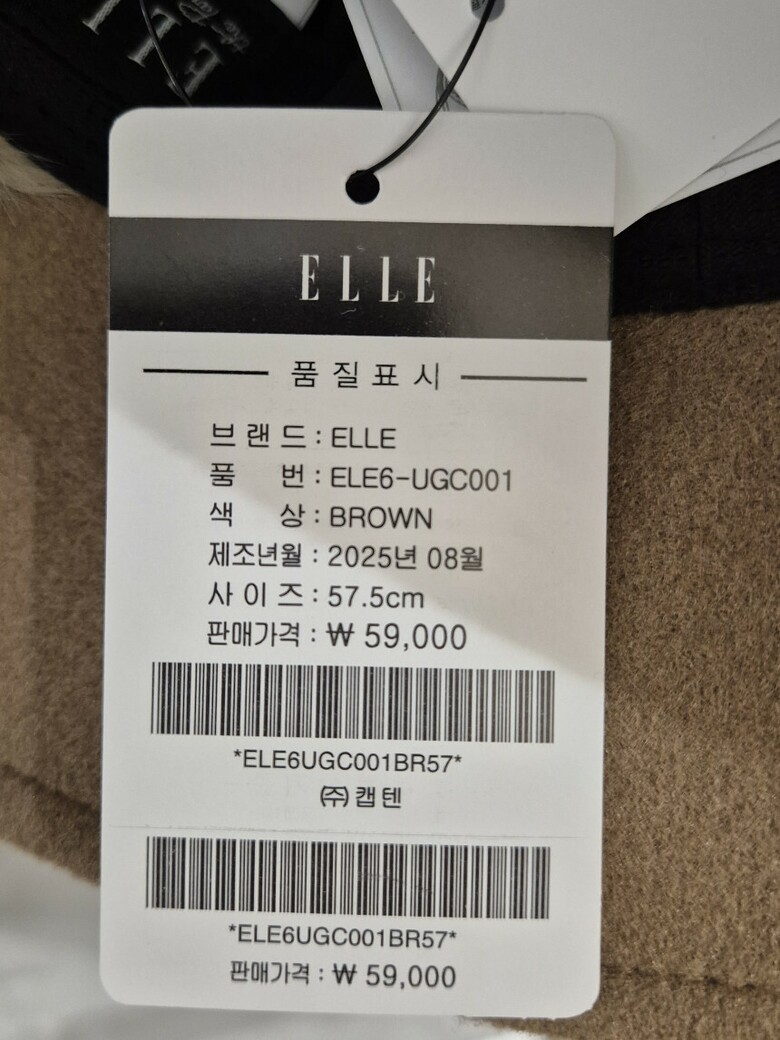 ELLE
품질표시
브랜드 : ELLE
품 번 : ELE6-UGC001
색 상 : BROWN
제조년월 : 2025년 08월
사이즈 : 57.5cm
판매가격 : ₩ 59,000
*ELE6UGC001BR57*
㈜캡텐
*ELE6UGC001BR57*
판매가격 : ₩ 59,000